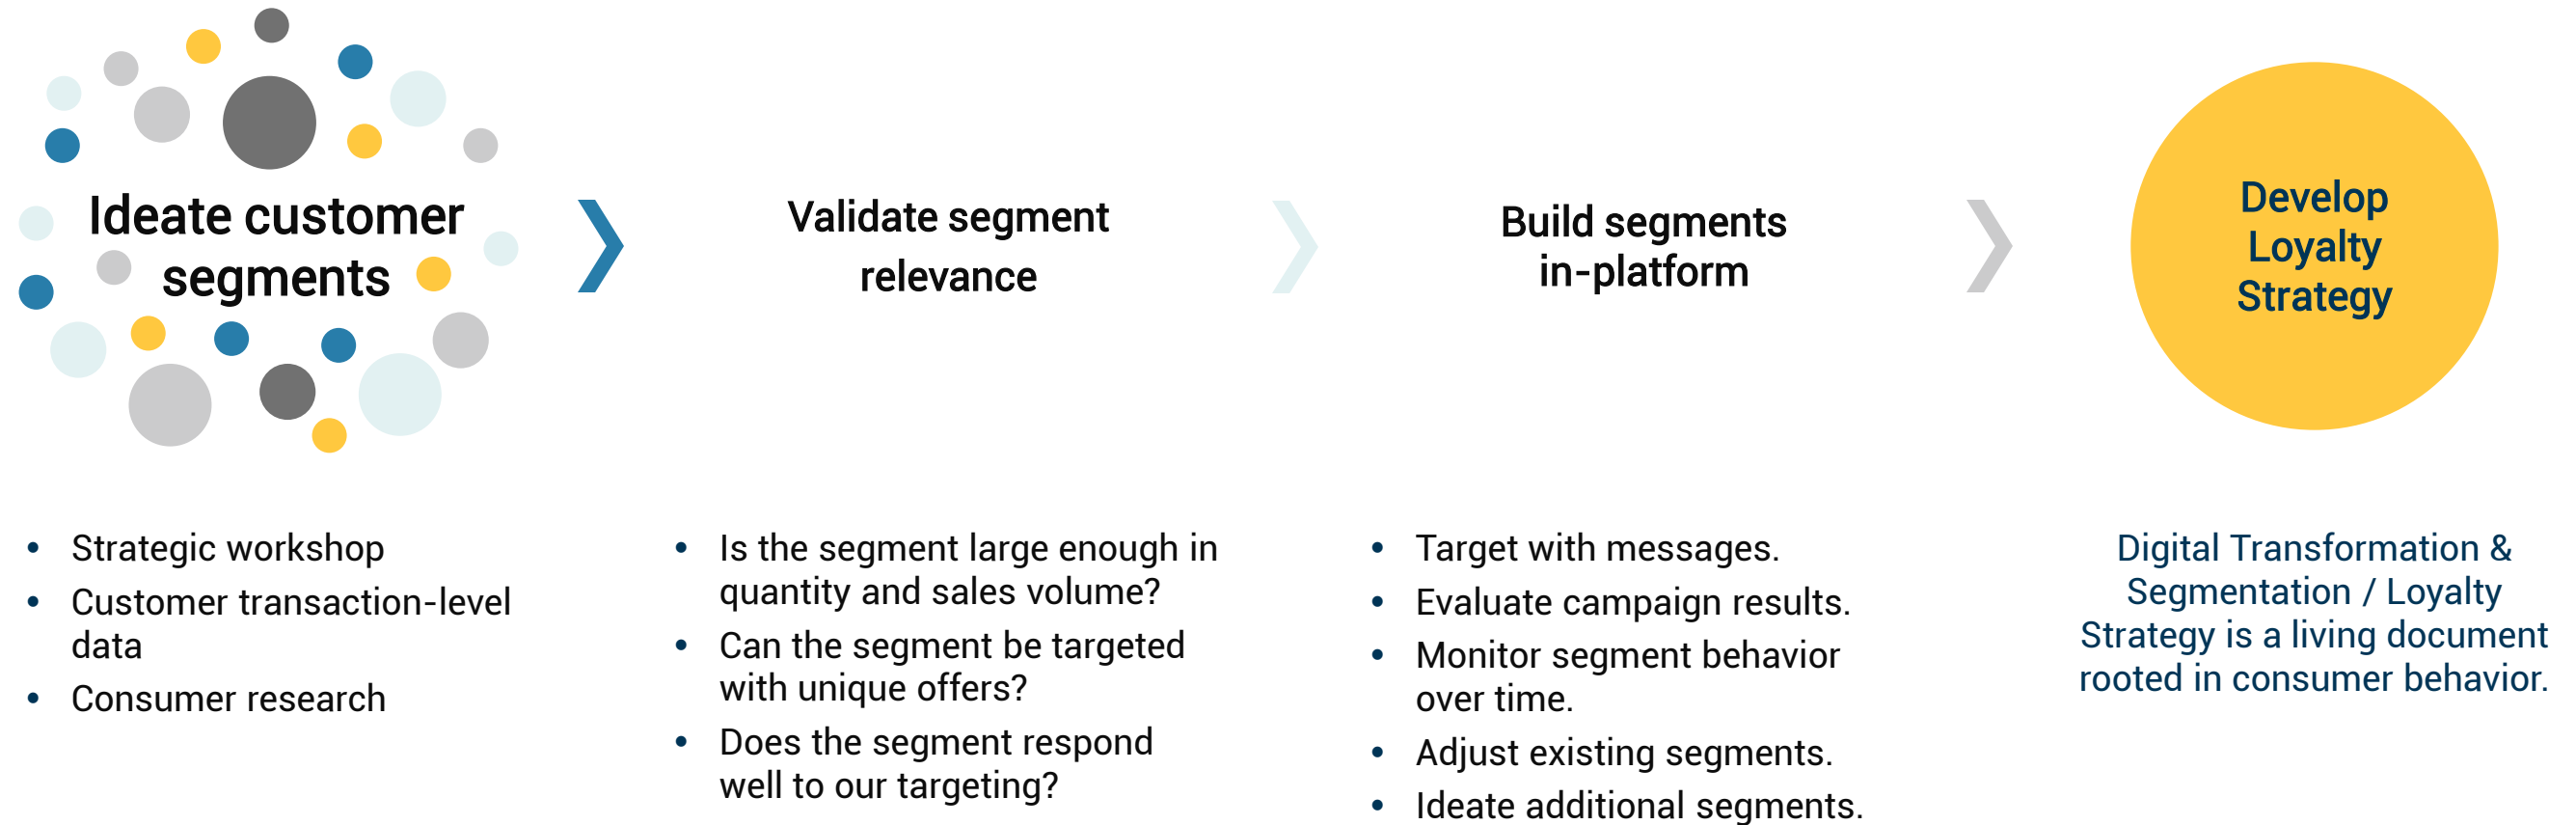 Ideate customer
segments
Validate segment
relevance
Build segments
in-platform
Develop
Loyalty
Strategy
• Strategic workshop
• Customer transaction-level
data
• Consumer research
• Is the segment large enough in
quantity and sales volume?
• Can the segment be targeted
with unique offers?
• Does the segment respond
well to our targeting?
• Target with messages.
• Evaluate campaign results.
• Monitor segment behavior
over time.
• Adjust existing segments.
• Ideate additional segments.
Digital Transformation &
Segmentation / Loyalty
Strategy is a living document
rooted in consumer behavior.